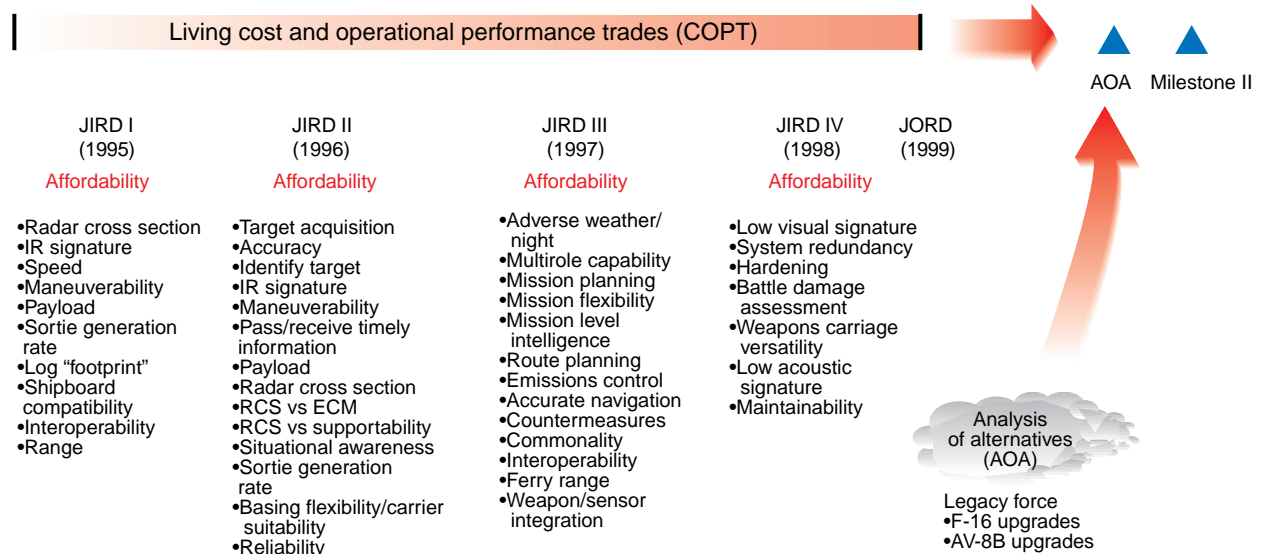 Living cost and operational performance trades (COPT)
AOA
Milestone II
JIRD I
(1995)
Affordability
•Radar cross section
•IR signature
•Speed
•Maneuverability
•Payload
•Sortie generation
rate
•Log “footprint”
•Shipboard
compatibility
•Interoperability
•Range
JIRD II
(1996)
Affordability
•Target acquisition
•Accuracy
•Identify target
•IR signature
•Maneuverability
•Pass/receive timely
information
•Payload
•Radar cross section
•RCS vs ECM
•RCS vs supportability
•Situational awareness
•Sortie generation
rate
•Basing flexibility/carrier
suitability
•Reliability
JIRD III
(1997)
Affordability
•Adverse weather/
night
•Multirole capability
•Mission planning
•Mission flexibility
•Mission level
intelligence
•Route planning
•Emissions control
•Accurate navigation
•Countermeasures
•Commonality
•Interoperability
•Ferry range
•Weapon/sensor
integration
JIRD IV
(1998)
Affordability
•Low visual signature
•System redundancy
•Hardening
•Battle damage
assessment
•Weapons carriage
versatility
•Low acoustic
signature
•Maintainability
JORD
(1999)
Analysis
of alternatives
(AOA)
Legacy force
•F-16 upgrades
•AV-8B upgrades